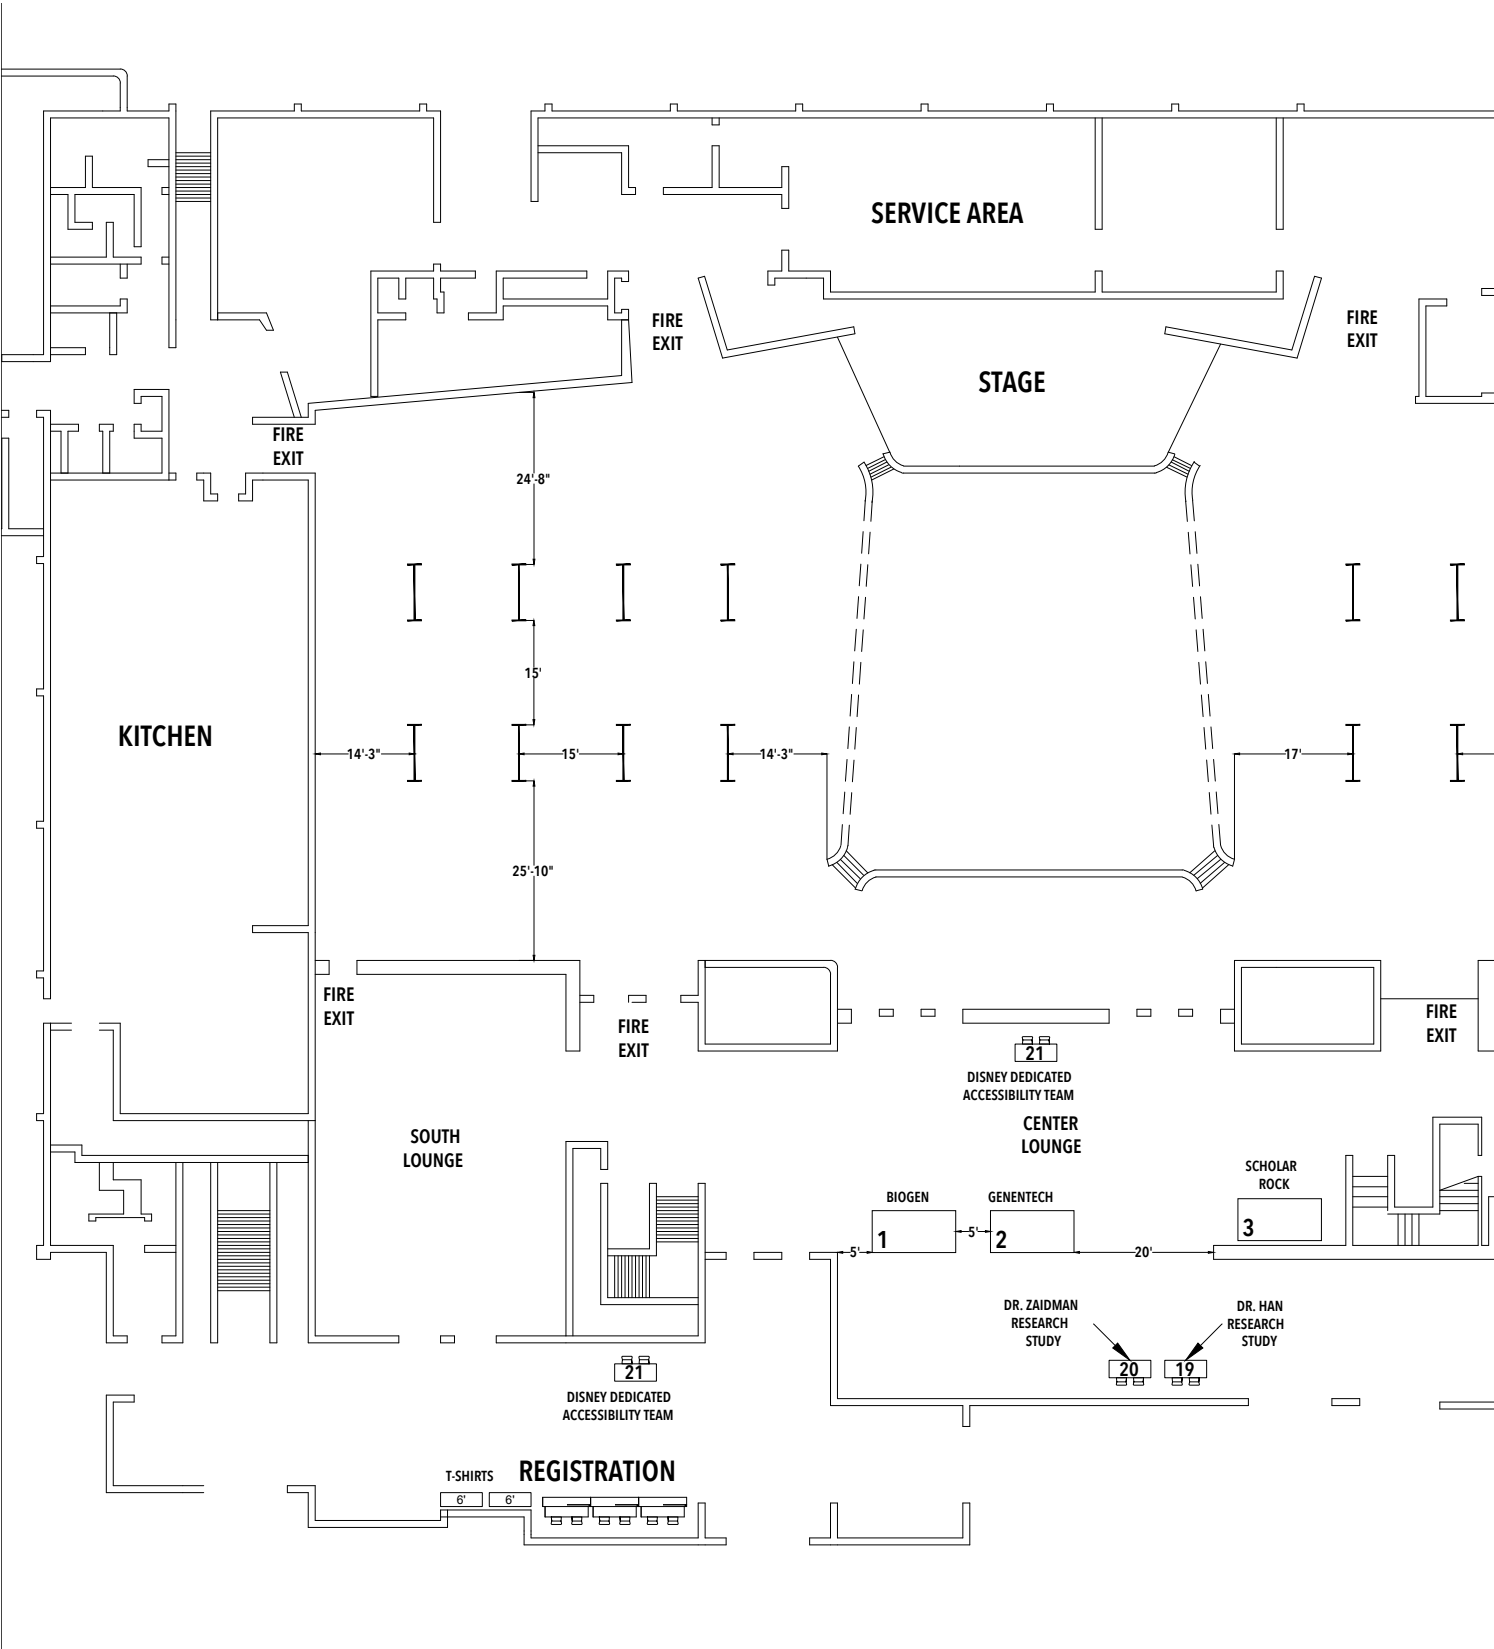 SERVICE AREA
FIRE
EXIT
FIRE
EXIT
STAGE
FIRE
EXIT
24'-8"
15'
KITCHEN
14'-3"
15'
14'-3"
17'
25'-10"
FIRE
EXIT
FIRE
EXIT
FIRE
EXIT
21
DISNEY DEDICATED
ACCESSIBILITY TEAM
CENTER
LOUNGE
SOUTH
LOUNGE
SCHOLAR
ROCK
BIOGEN
GENENTECH
3
1
5'
2
5'
20'
DR. ZAIDMAN
RESEARCH
STUDY
DR. HAN
RESEARCH
STUDY
20
19
21
DISNEY DEDICATED
ACCESSIBILITY TEAM
T-SHIRTS
REGISTRATION
6'
6'